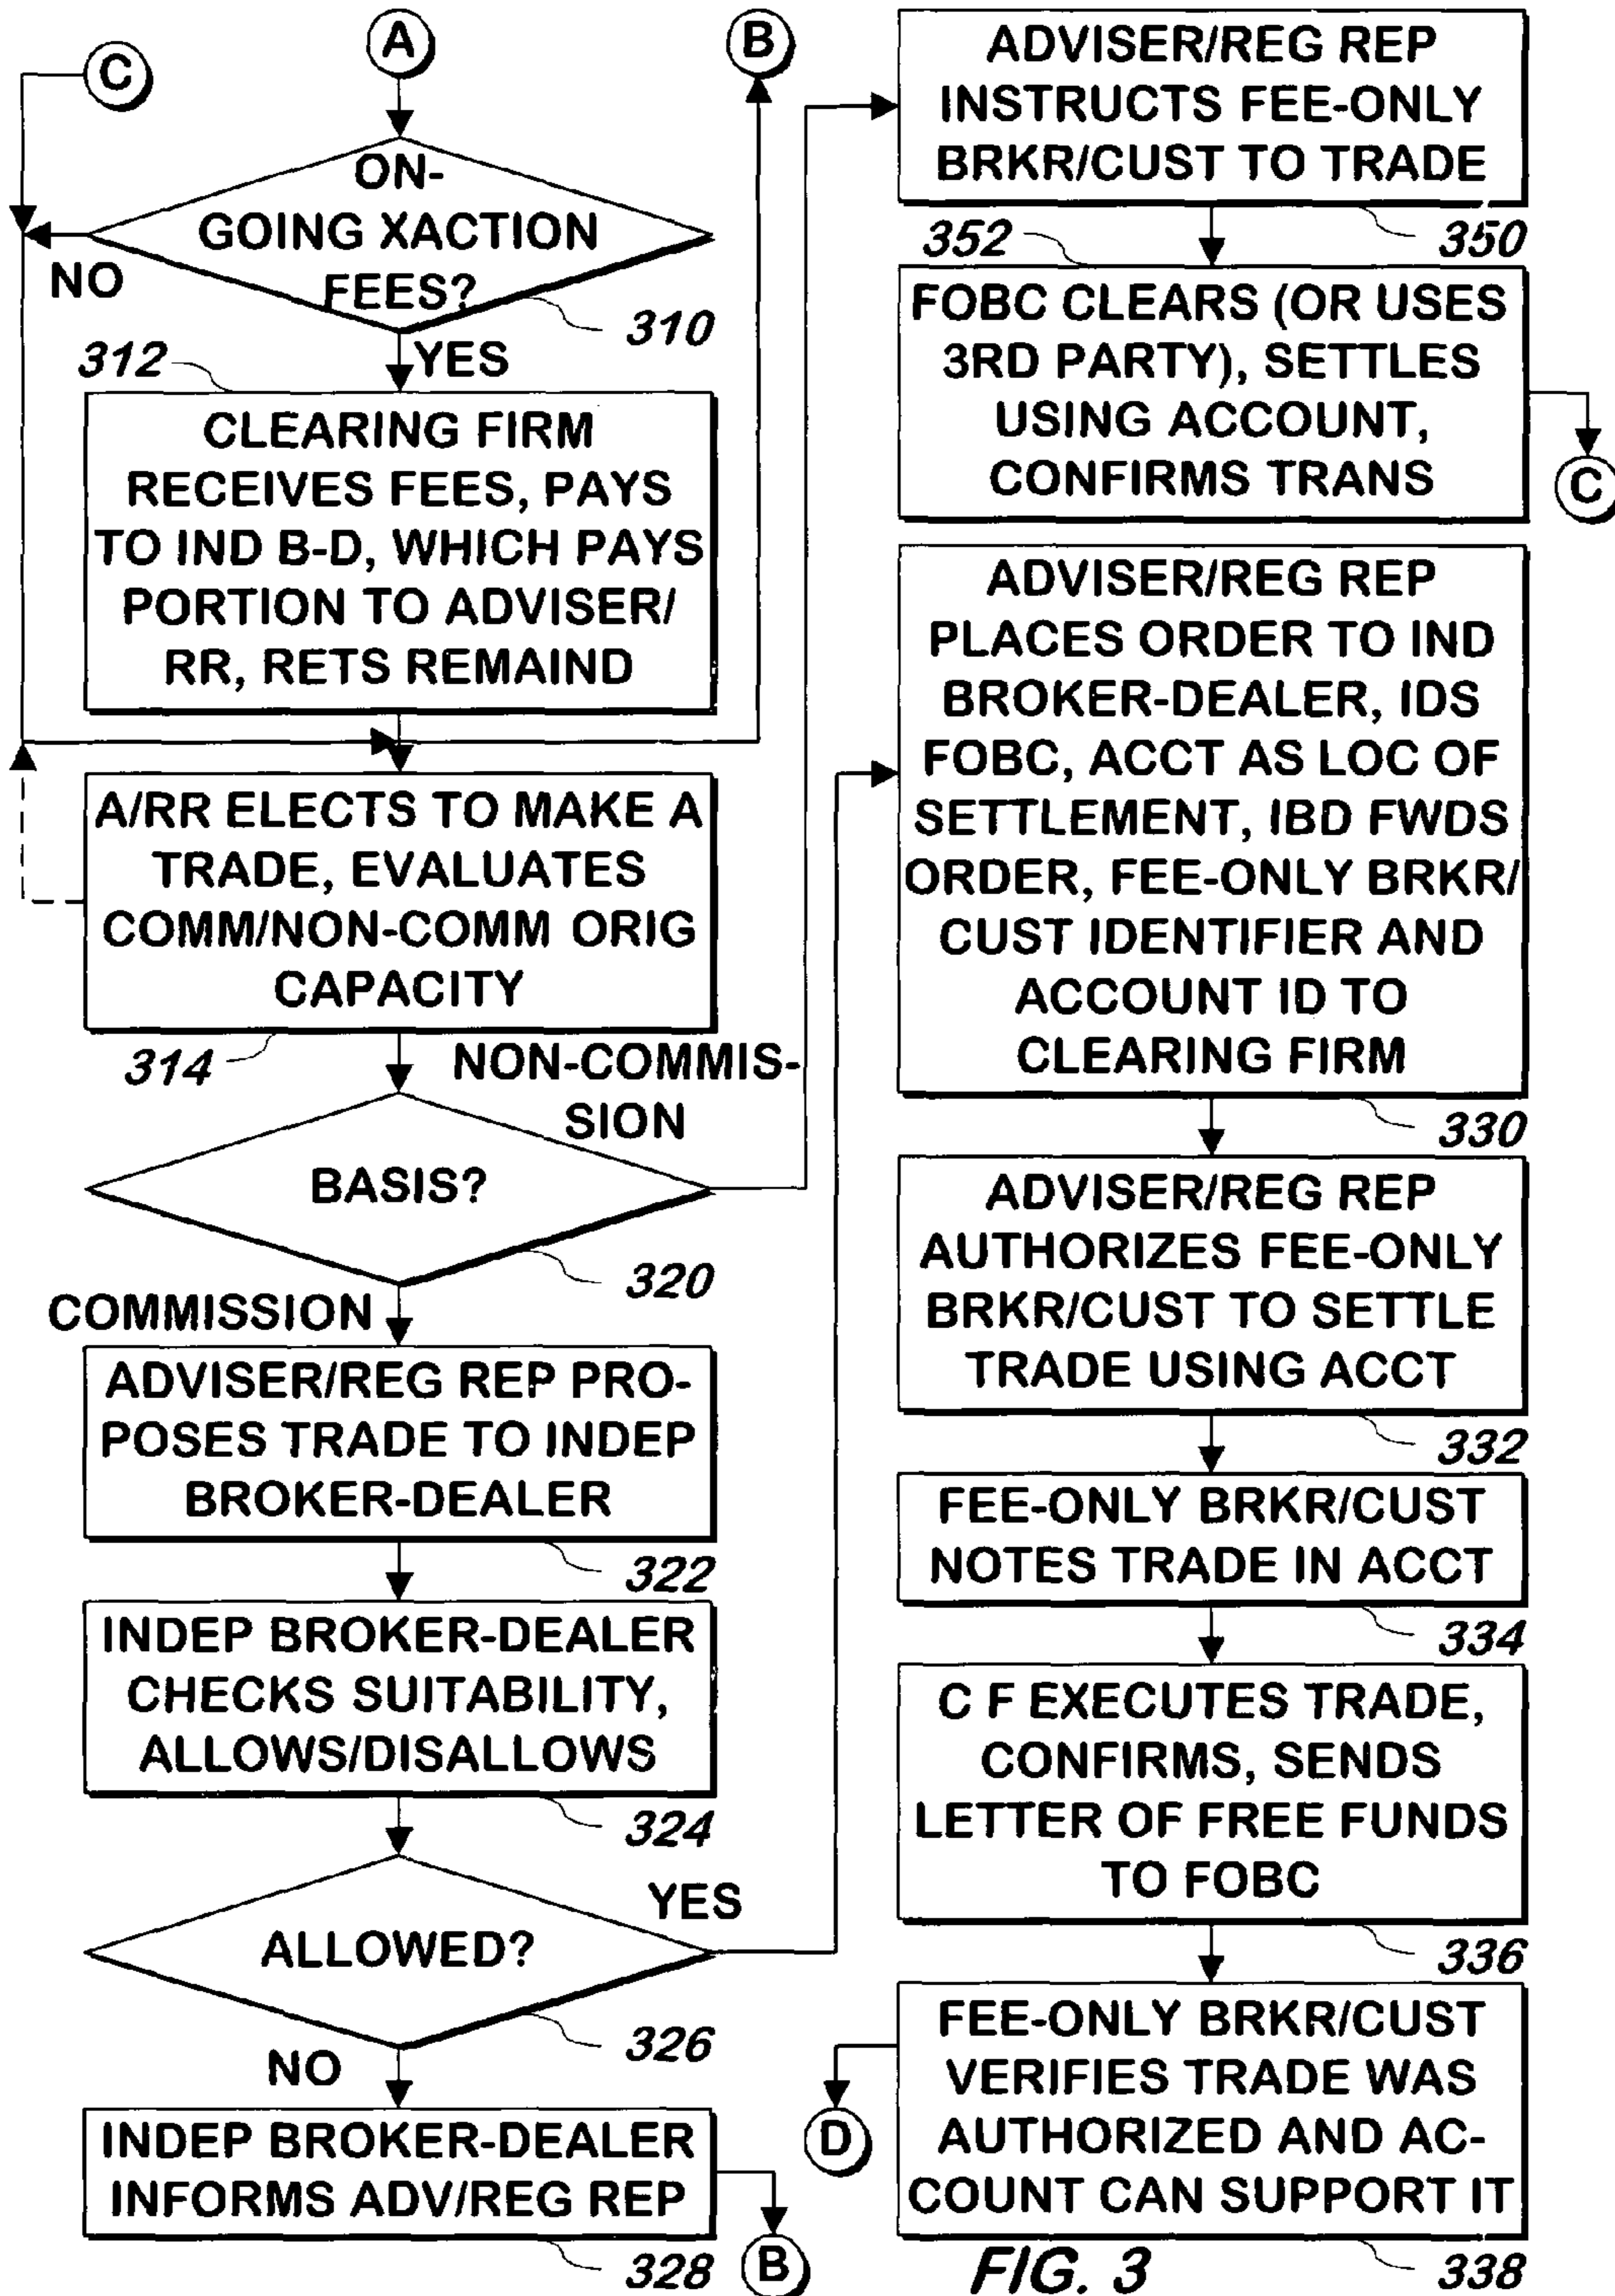 C
A
ON-
GOING XACTION
FEES?
310
NO
YES
312
CLEARING FIRM
RECEIVES FEES, PAYS
TO IND B-D, WHICH PAYS
PORTION TO ADVISER/
RR, RETS REMAIND
A/RR ELECTS TO MAKE A
TRADE, EVALUATES
COMM/NON-COMM ORIG
CAPACITY
314
NON-COMMIS-
SION
BASIS?
320
COMMISSION
ADVISER/REG REP PRO-
POSES TRADE TO INDEP
BROKER-DEALER
322
INDEP BROKER-DEALER
CHECKS SUITABILITY,
ALLOWS/DISALLOWS
324
YES
ALLOWED?
326
NO
INDEP BROKER-DEALER
INFORMS ADV/REG REP
328
B
B
ADVISER/REG REP
INSTRUCTS FEE-ONLY
BRKR/CUST TO TRADE
350
352
FOBC CLEARS (OR USES
3RD PARTY), SETTLES
USING ACCOUNT,
CONFIRMS TRANS
C
ADVISER/REG REP
PLACES ORDER TO IND
BROKER-DEALER, IDS
FOBC, ACCT AS LOC OF
SETTLEMENT, IBD FWDS
ORDER, FEE-ONLY BRKR/
CUST IDENTIFIER AND
ACCOUNT ID TO
CLEARING FIRM
330
ADVISER/REG REP
AUTHORIZES FEE-ONLY
BRKR/CUST TO SETTLE
TRADE USING ACCT
332
FEE-ONLY BRKR/CUST
NOTES TRADE IN ACCT
334
C F EXECUTES TRADE,
CONFIRMS, SENDS
LETTER OF FREE FUNDS
TO FOBC
336
FEE-ONLY BRKR/CUST
VERIFIES TRADE WAS
AUTHORIZED AND AC-
COUNT CAN SUPPORT IT
338
D
FIG. 3